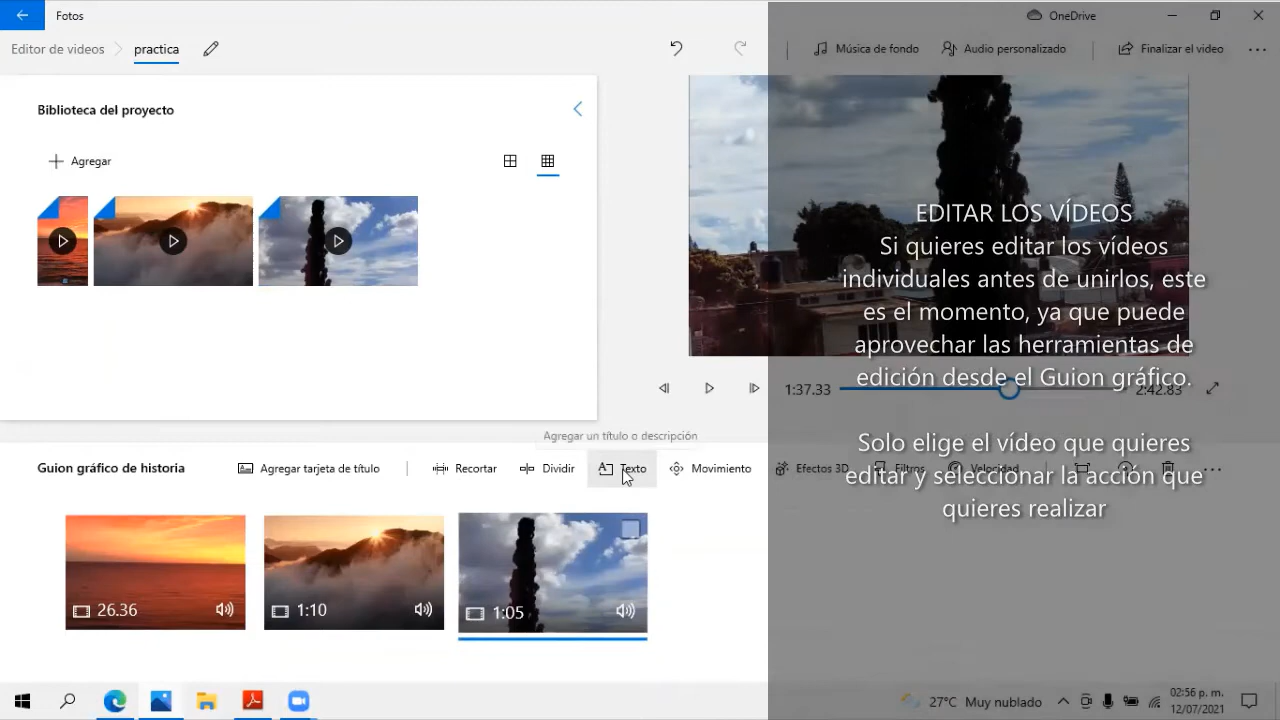 Fotos
OneDrive
Editor de videos
practica
Música de fondo
Audio personalizado
Finalizar el video
Biblioteca del proyecto
Agregar
EDITAR LOS VÍDEOS
Si quieres editar los vídeos
individuales antes de unirlos, este
es el momento, ya que puede
aprovechar las herramientas de
edición desde el Guion gráfico.
Solo elige el vídeo que quieres
editar y seleccionar la acción que
quieres realizar
1:37.33
2:42.83
Agregar un título o descripción
Guion gráfico de historia
Agregar tarjeta de título
Recortar
Dividir
Texto
Movimiento
Efectos 3D
Filtros
Velocidad
26.36
1:10
1:05
27°C Muy nublado
02:56 p. m.
12/07/2021